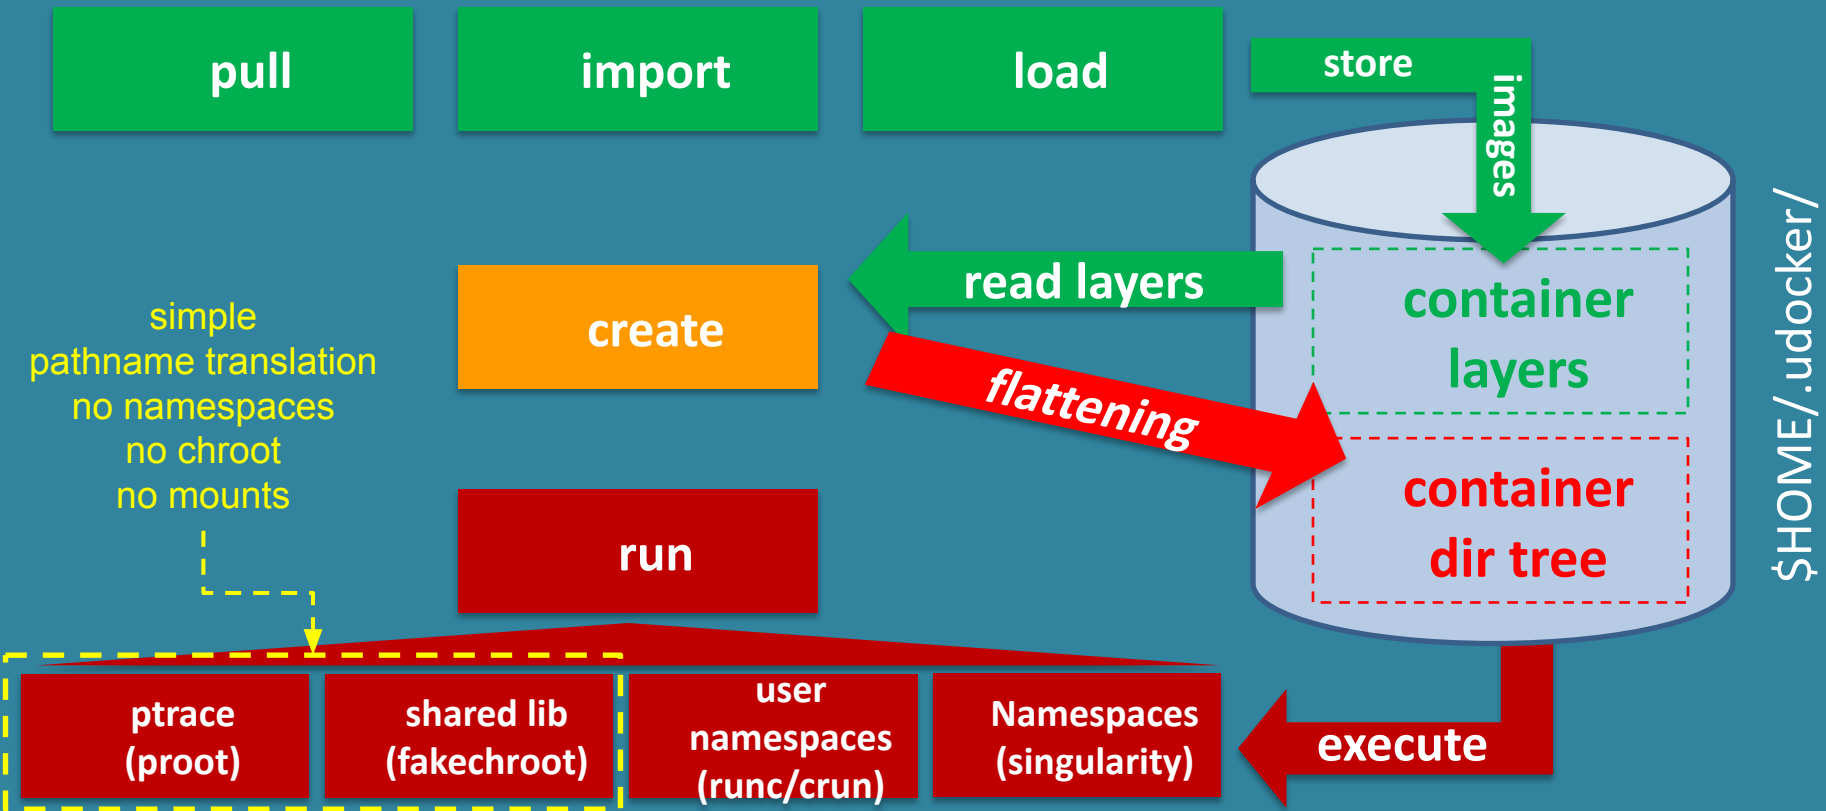 pull
import
load
store
images
read layers
container
layers
create
simple
pathname translation
no namespaces
no chroot
no mounts
flattening
container
dir tree
$HOME/.udocker/
run
ptrace
(proot)
shared lib
(fakechroot)
user
namespaces
(runc/crun)
Namespaces
(singularity)
execute